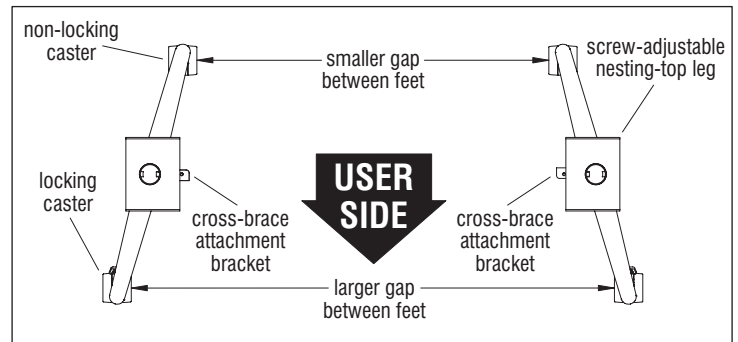 non-locking
caster
smaller gap
between feet
screw-adjustable
nesting-top leg
locking
caster
cross-brace
attachment
bracket
USER
SIDE
cross-brace
attachment
bracket
larger gap
between feet